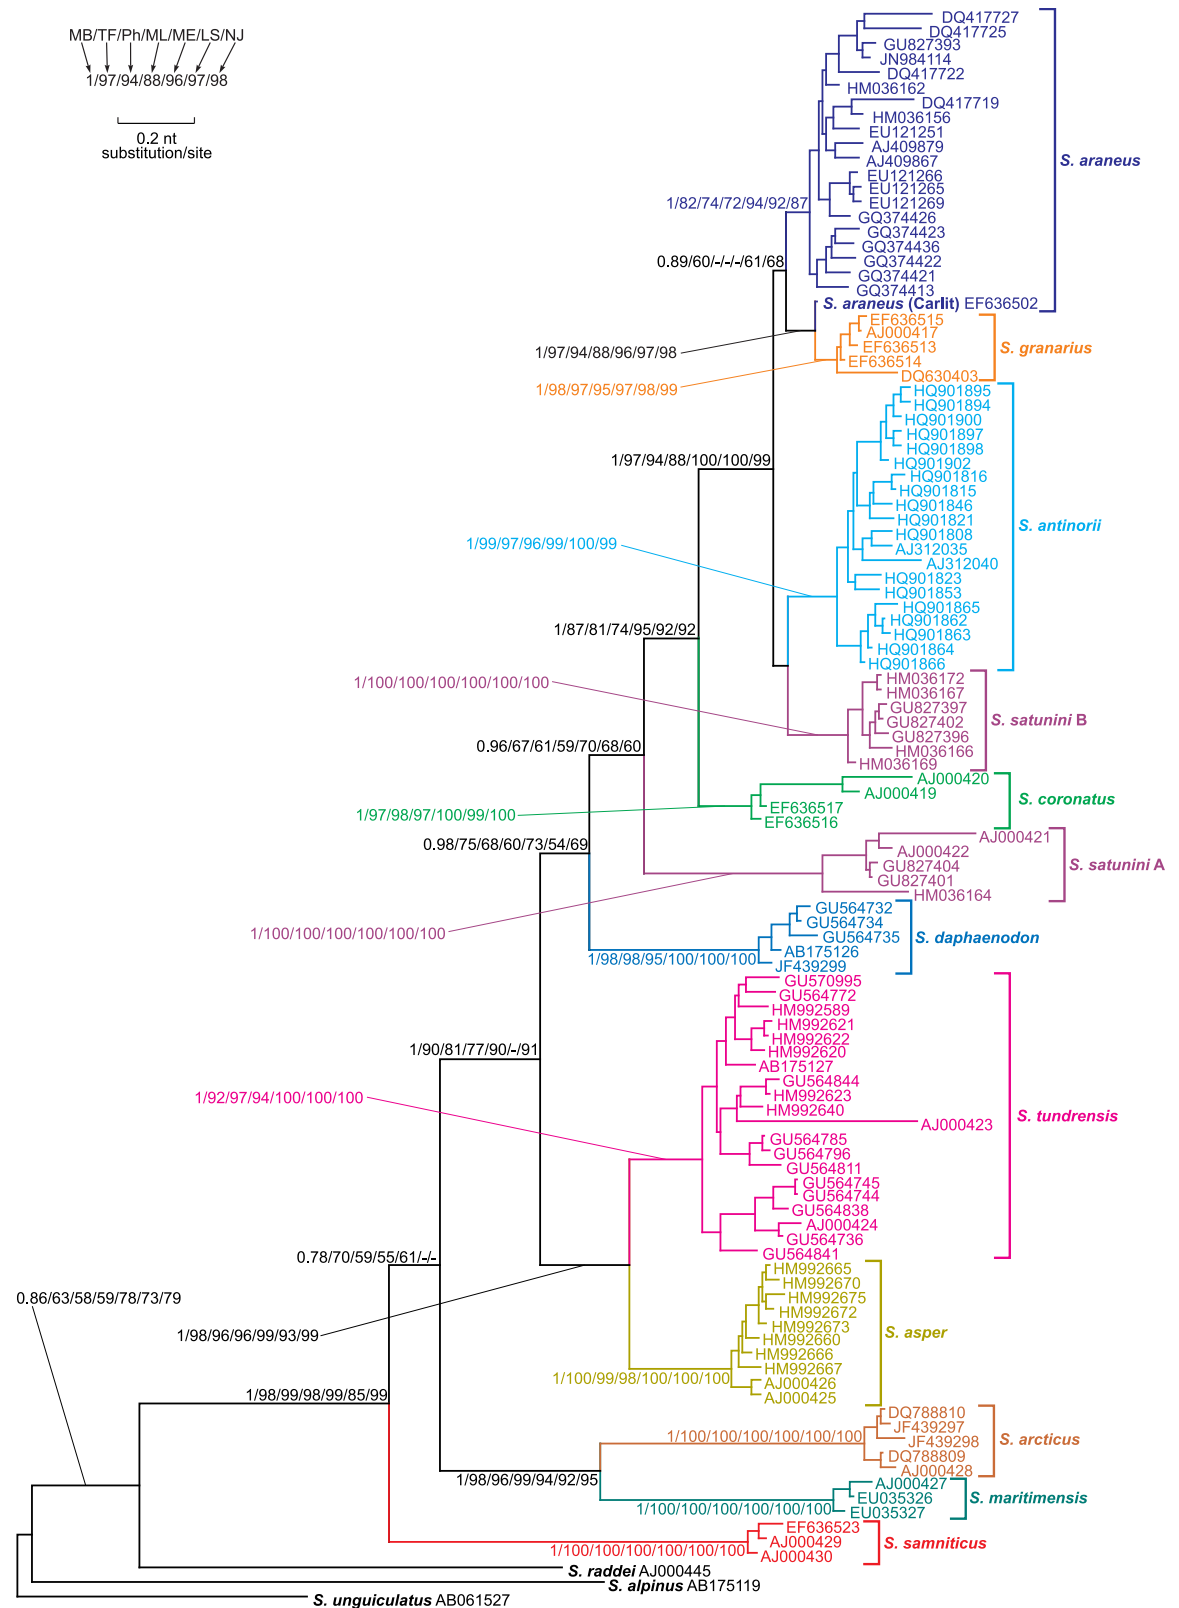 MB/TF/Ph/ML/ME/LS/NJ
1/97/94/88/96/97/98
0.2 nt
substitution/site
DQ417727
DQ417725
GU827393
JN984114
DQ417722
HM036162
DQ417719
HM036156
EU121251
AJ409879
AJ409867
S. araneus
EU121266
EU121265
EU121269
1/82/74/72/94/92/87
GQ374426
GQ374423
GQ374436
GQ374422
0.89/60/-/-/-/61/68
GQ374421
GQ374413
S. araneus (Carlit) EF636502
EF636515
AJ000417
EF636513
S. granarius
1/97/94/88/96/97/98
EF636514
DQ630403
1/98/97/95/97/98/99
HQ901895
HQ901894
HQ901900
HQ901897
HQ901898
1/97/94/88/100/100/99
HQ901902
HQ901816
HQ901815
HQ901846
HQ901821
S. antinorii
HQ901808
1/99/97/96/99/100/99
AJ312035
AJ312040
HQ901823
HQ901853
HQ901865
HQ901862
1/87/81/74/95/92/92
HQ901863
HQ901864
HQ901866
HM036172
1/100/100/100/100/100/100
HM036167
GU827397
GU827402
S. satunini B
GU827396
0.96/67/61/59/70/68/60
HM036166
HM036169
AJ000420
AJ000419
S. coronatus
EF636517
1/97/98/97/100/99/100
EF636516
AJ000421
0.98/75/68/60/73/54/69
AJ000422
GU827404
S. satunini A
GU827401
HM036164
GU564732
GU564734
1/100/100/100/100/100/100
GU564735
S. daphaenodon
AB175126
1/98/98/95/100/100/100
JF439299
GU570995
GU564772
HM992589
HM992621
HM992622
HM992620
1/90/81/77/90/-/91
AB175127
GU564844
1/92/97/94/100/100/100
HM992623
HM992640
S. tundrensis
AJ000423
GU564785
GU564796
GU564811
GU564745
GU564744
GU564838
AJ000424
GU564736
GU564841
0.78/70/59/55/61/-/-
HM992665
HM992670
0.86/63/58/59/78/73/79
HM992675
HM992672
HM992673
S. asper
1/98/96/96/99/93/99
HM992660
HM992666
HM992667
1/100/99/98/100/100/100
AJ000426
1/98/99/98/99/85/99
AJ000425
DQ788810
JF439297
1/100/100/100/100/100/100
JF439298
S. arcticus
DQ788809
AJ000428
1/98/96/99/94/92/95
AJ000427
EU035326
S. maritimensis
1/100/100/100/100/100/100
EU035327
EF636523
AJ000429
S. samniticus
1/100/100/100/100/100/100
AJ000430
S. raddei AJ000445
S. alpinus AB175119
S. unguiculatus AB061527